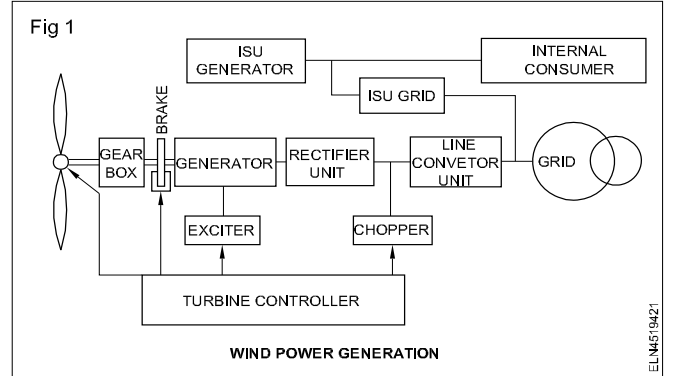 Fig 1
ISU
GENERATOR
INTERNAL
CONSUMER
ISU GRID
BRAKE
GEAR
BOX
GENERATOR
RECTIFIER
UNIT
LINE
CONVETOR
UNIT
GRID
EXCITER
CHOPPER
TURBINE CONTROLLER
WIND POWER GENERATION
ELN4519421